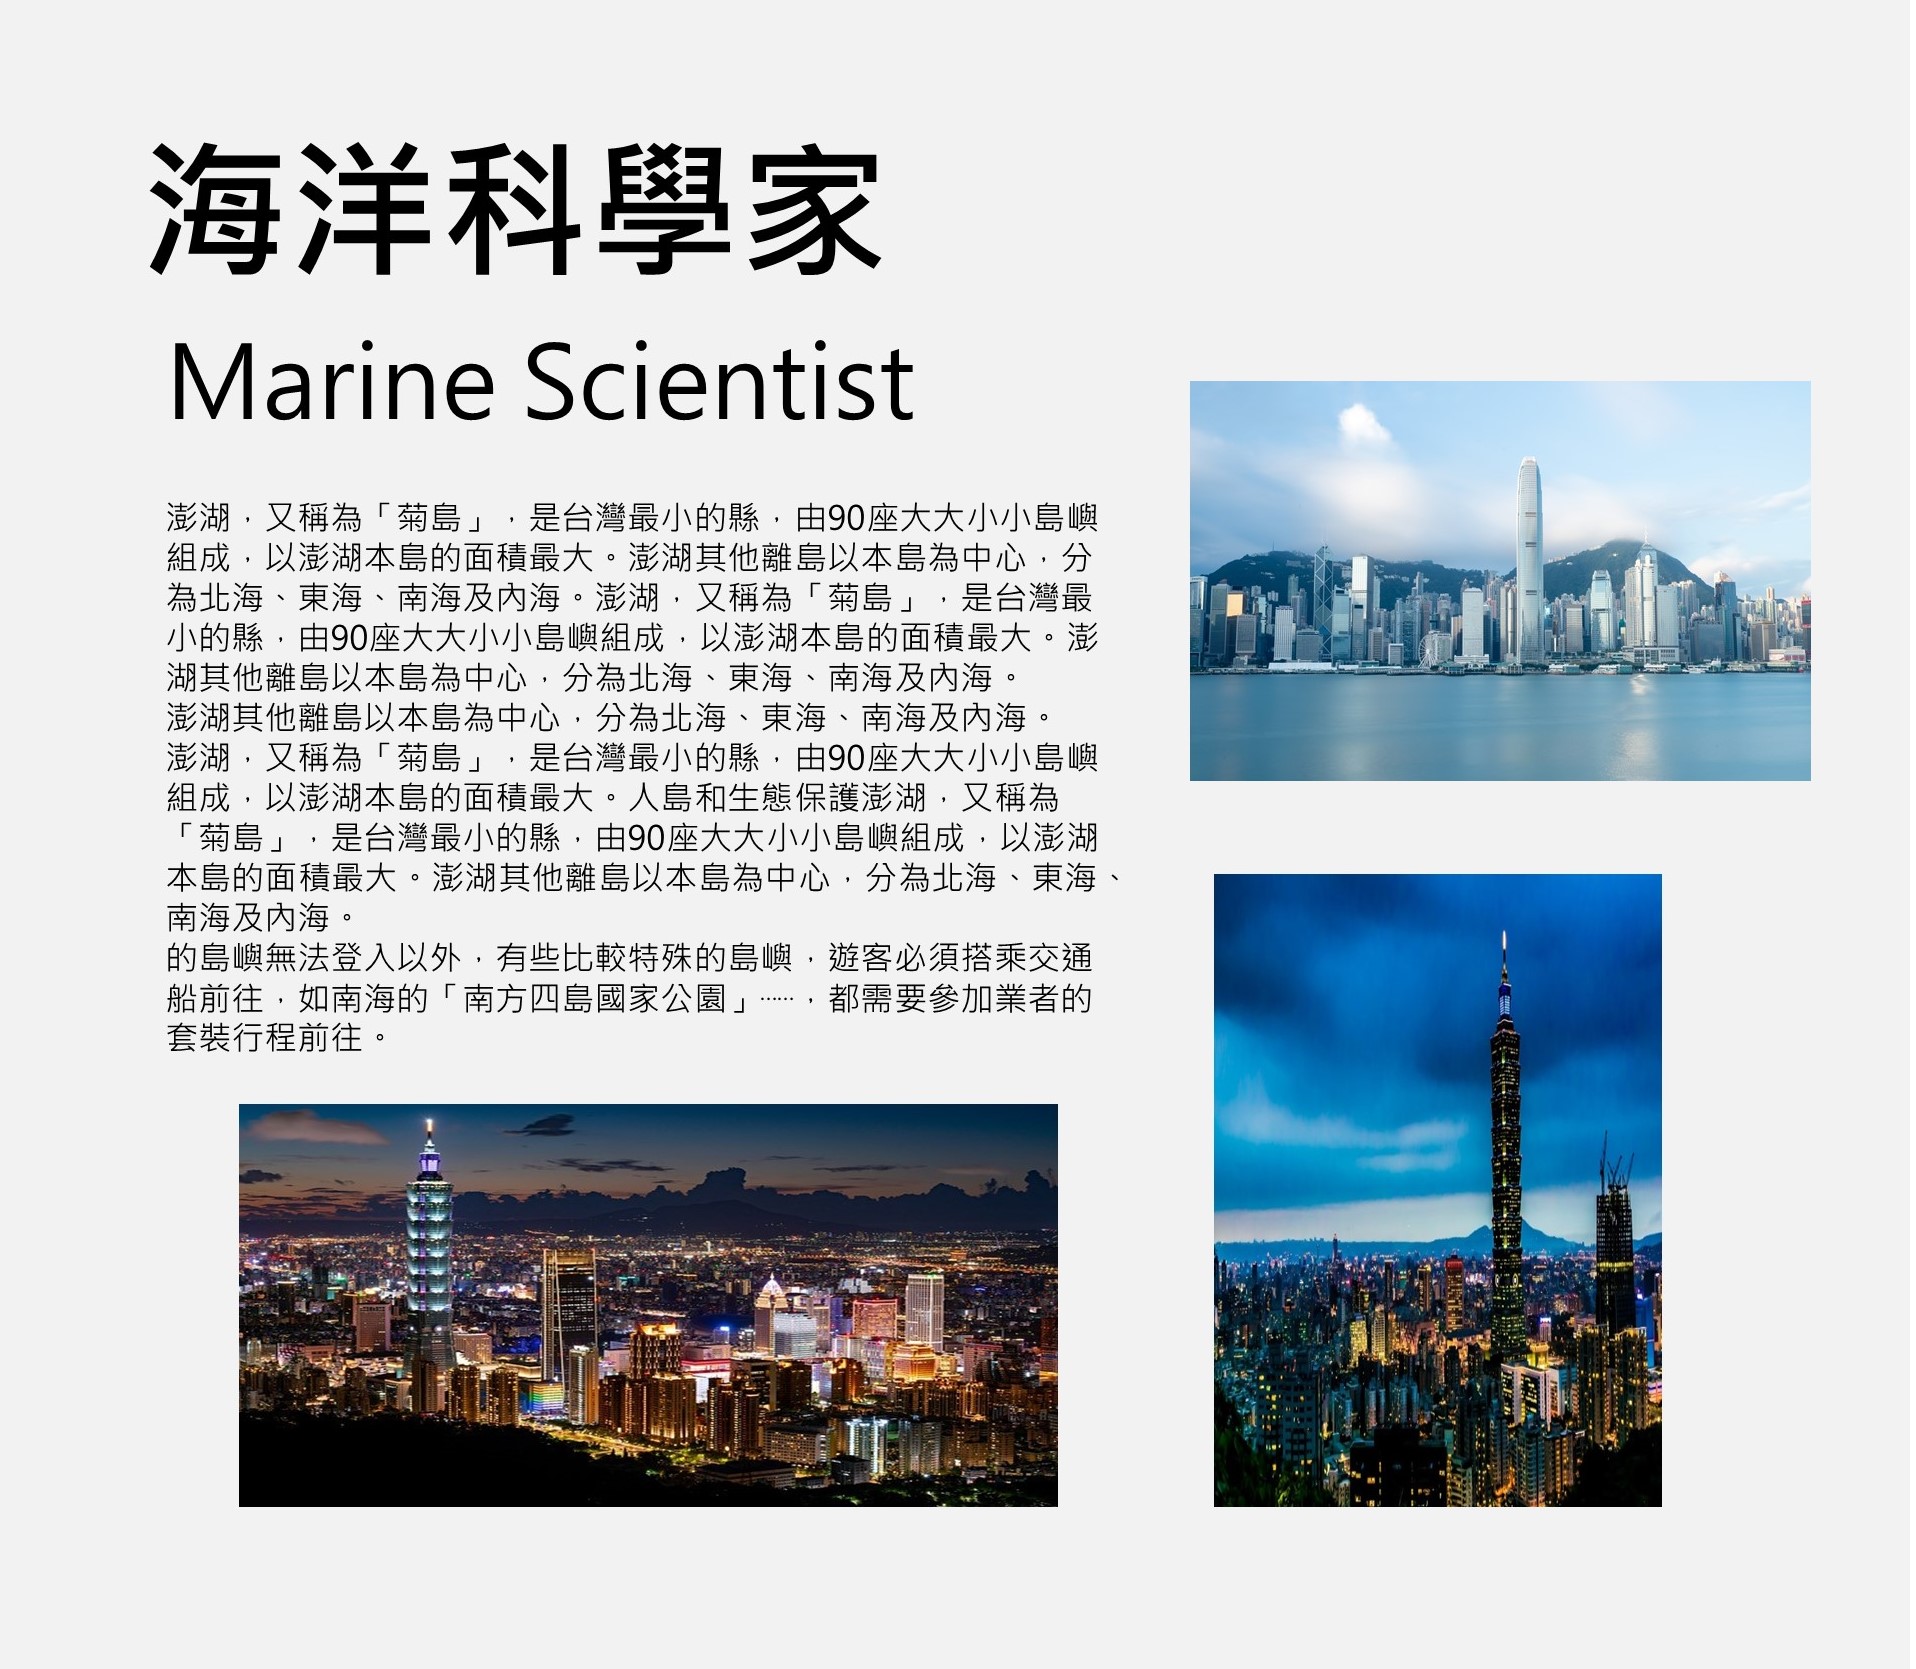 海洋科學家
Marine Scientist
澎湖，又稱為「菊島」，是台灣最小的縣，由90座大大小小島嶼
組成，以澎湖本島的面積最大。澎湖其他離島以本島為中心，分
為北海、東海、南海及內海。澎湖，又稱為「菊島」，是台灣最
小的縣，由90座大大小小島嶼組成，以澎湖本島的面積最大。澎
湖其他離島以本島為中心，分為北海、東海、南海及內海。
澎湖其他離島以本島為中心，分為北海、東海、南海及內海。
澎湖，又稱為「菊島」，是台灣最小的縣，由90座大大小小島嶼
組成，以澎湖本島的面積最大。人島和生態保護澎湖，又稱為
「菊島」，是台灣最小的縣，由90座大大小小島嶼組成，以澎湖
本島的面積最大。澎湖其他離島以本島為中心，分為北海、東海、
南海及內海。
的島嶼無法登入以外，有些比較特殊的島嶼，遊客必須搭乘交通
船前往，如南海的「南方四島國家公園」……，都需要參加業者的
套裝行程前往。